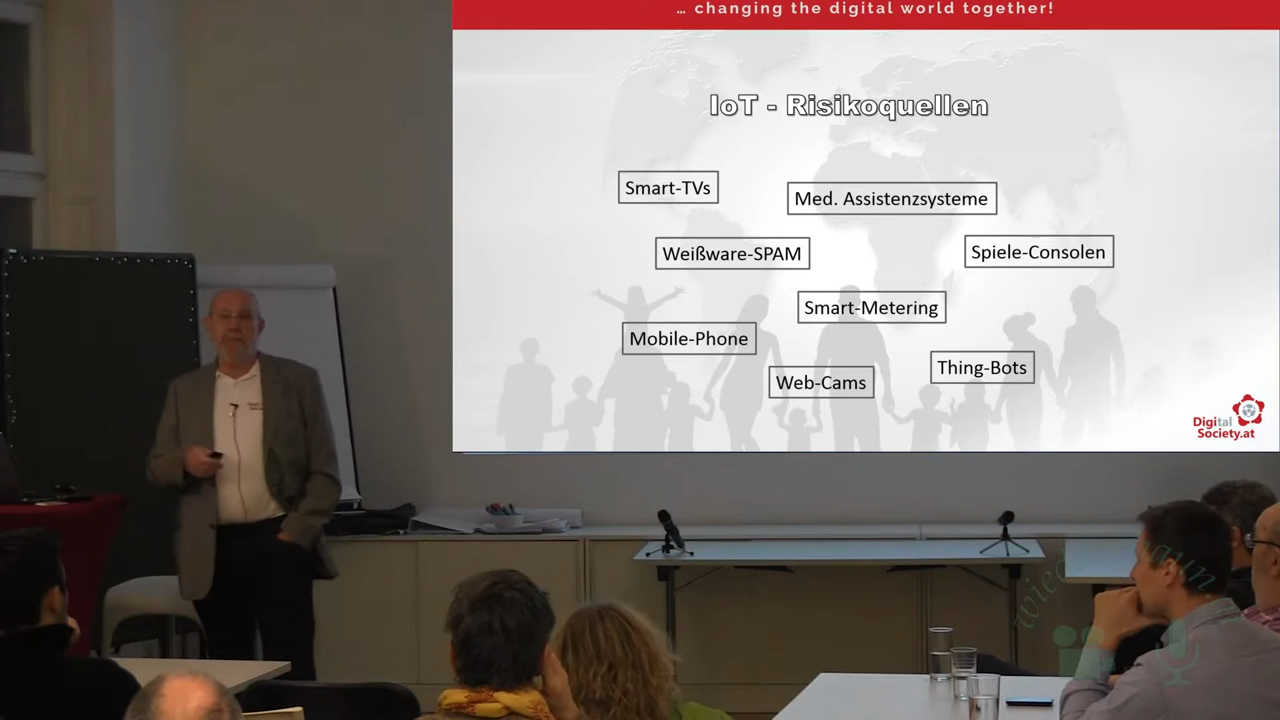 … changing the digital world together!
IoT - Risikoquellen
Smart-TVs
Med. Assistenzsysteme
Weißware-SPAM
Spiele-Consolen
Smart-Metering
Mobile-Phone
Thing-Bots
Web-Cams
Digital
Society.at